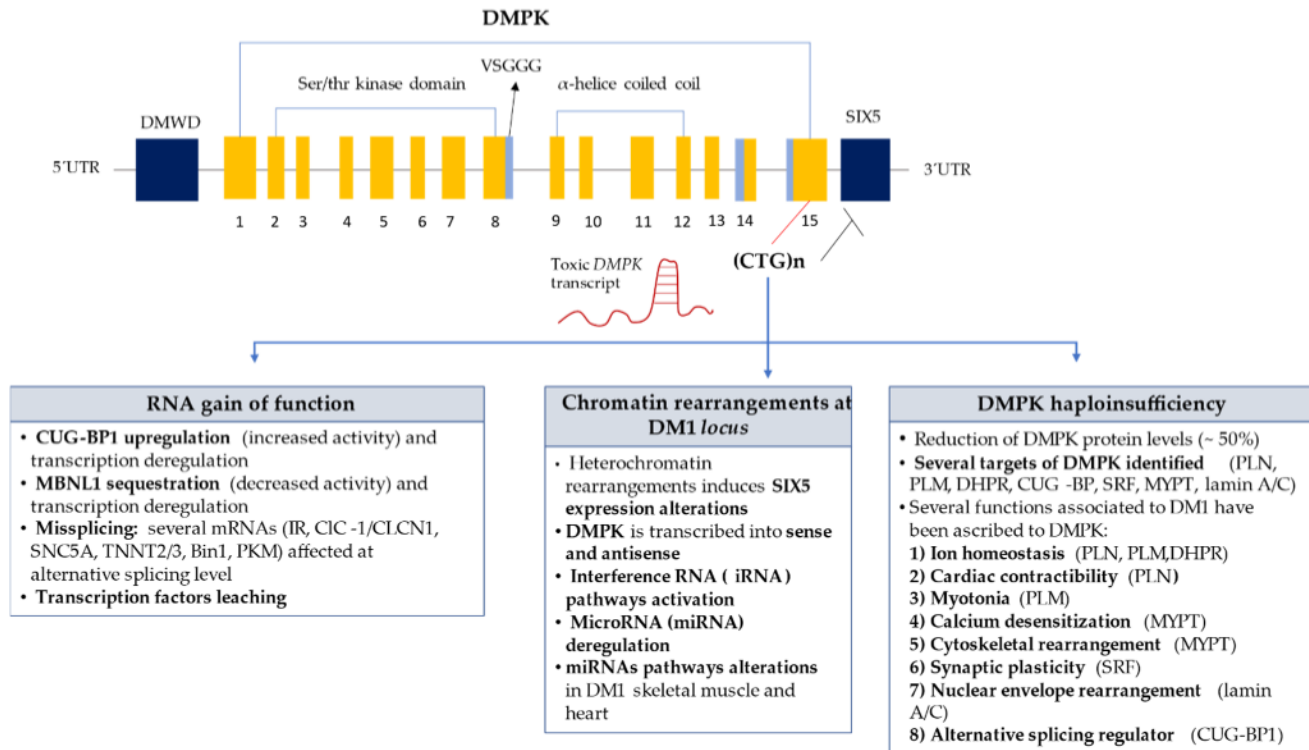 DMPK
VSGGG
Ser/thr kinase domain
α-helice coiled coil
DMWD
SIX5
5´UTR
3´UTR
1 2 3 4 5 6 7 8 9 10 11 12 13 14 15
Toxic DMPK
transcript
(CTG)n
RNA gain of function
• CUG-BP1 upregulation (increased activity) and
transcription deregulation
• MBNL1 sequestration (decreased activity) and
transcription deregulation
• Missplicing: several mRNAs (IR, ClC -1/CLCN1,
SNC5A, TNNT2/3, Bin1, PKM) affected at
alternative splicing level
• Transcription factors leaching
Chromatin rearrangements at
DM1 locus
• Heterochromatin
rearrangements induces SIX5
expression alterations
• DMPK is transcribed into sense
and antisense
• Interference RNA ( iRNA)
pathways activation
• MicroRNA (miRNA)
deregulation
• miRNAs pathways alterations
in DM1 skeletal muscle and
heart
DMPK haploinsufficiency
• Reduction of DMPK protein levels (~ 50%)
• Several targets of DMPK identified (PLN,
PLM, DHPR, CUG -BP, SRF, MYPT, lamin A/C)
• Several functions associated to DM1 have
been ascribed to DMPK:
1) Ion homeostasis (PLN, PLM,DHPR)
2) Cardiac contractibility (PLN)
3) Myotonia (PLM)
4) Calcium desensitization (MYPT)
5) Cytoskeletal rearrangement (MYPT)
6) Synaptic plasticity (SRF)
7) Nuclear envelope rearrangement (lamin
A/C)
8) Alternative splicing regulator (CUG-BP1)